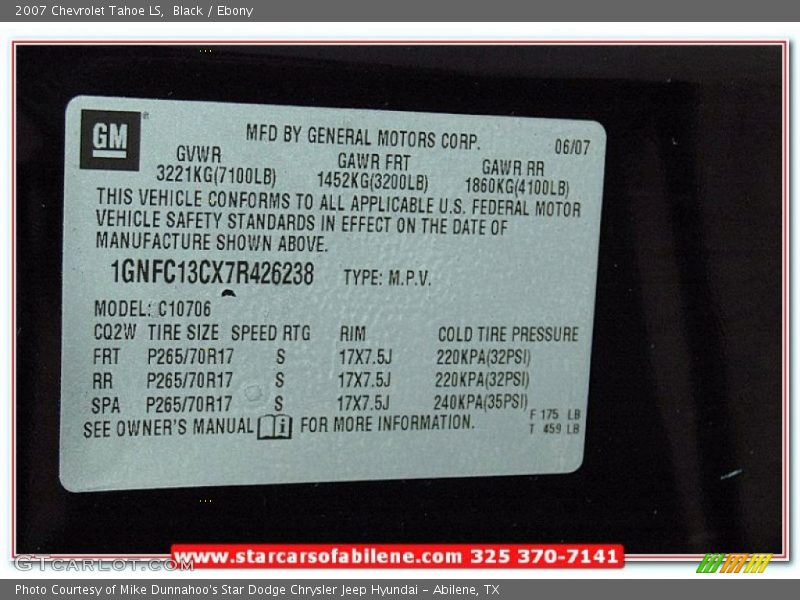 2007 Chevrolet Tahoe LS, Black / Ebony
GM
MFD BY GENERAL MOTORS CORP. 06/07
GVWR GAWR FRT GAWR RR
3221KG(7100LB) 1452KG(3200LB) 1860KG(4100LB)
THIS VEHICLE CONFORMS TO ALL APPLICABLE U.S. FEDERAL MOTOR
VEHICLE SAFETY STANDARDS IN EFFECT ON THE DATE OF
MANUFACTURE SHOWN ABOVE.
1GNFC13CX7R426238 TYPE: M.P.V.
MODEL: C10706
CQ2W TIRE SIZE SPEED RTG RIM COLD TIRE PRESSURE
FRT P265/70R17 S 17X7.5J 220KPA(32PSI)
RR P265/70R17 S 17X7.5J 220KPA(32PSI)
SPA P265/70R17 S 17X7.5J 240KPA(35PSI)
F 175 LB
SEE OWNER'S MANUAL i FOR MORE INFORMATION.
T 459 LB
www.starcarsofabilene.com 325 370-7141
GTCarLot.com
Photo Courtesy of Mike Dunnahoo's Star Dodge Chrysler Jeep Hyundai – Abilene, TX